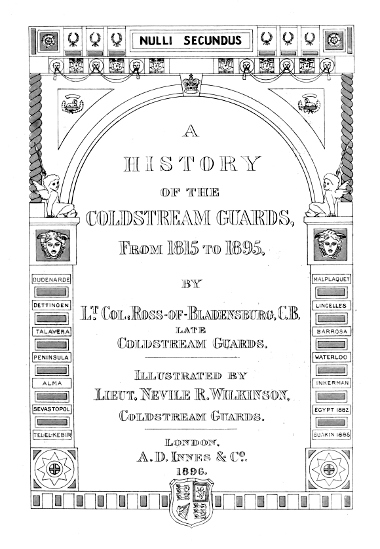 NULLI SECUNDUS
A
HISTORY
OF THE
COLDSTREAM GUARDS,
FROM 1815 TO 1895,
BY
LT COL. ROSS-OF-BLADENSBURG, C.B.
LATE
COLDSTREAM GUARDS.
ILLUSTRATED BY
LIEUT. NEVILE R. WILKINSON,
COLDSTREAM GUARDS.
LONDON.
A. D. INNES & CO.
1896.
OUDENARDE
DETTINGEN
TALAVERA
PENINSULA
ALMA
SEVASTOPOL
TEL-EL-KEBIR
MALPLAQUET
LINCELLES
BARROSA
WATERLOO
INKERMAN
EGYPT 1882
SUAKIN 1885